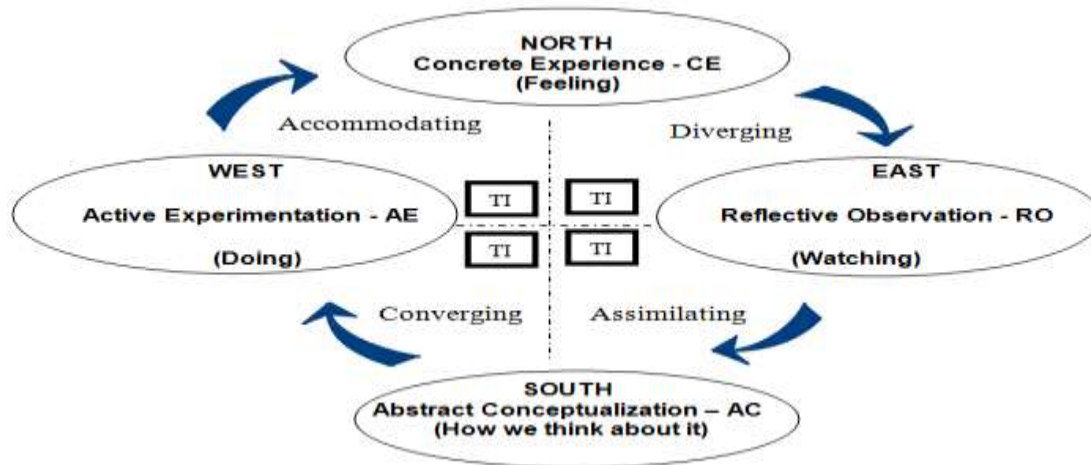 NORTH
Concrete Experience - CE
(Feeling)
Accommodating
Diverging
WEST
Active Experimentation - AE
(Doing)
TI
TI
TI
TI
EAST
Reflective Observation - RO
(Watching)
Converging
Assimilating
SOUTH
Abstract Conceptualization – AC
(How we think about it)